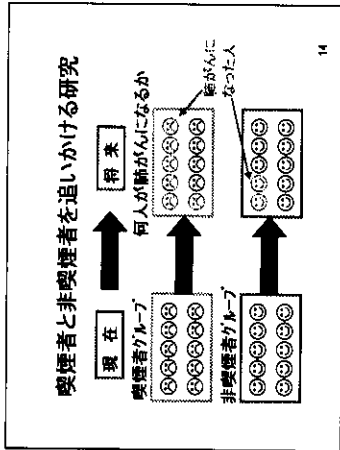 喫煙者と非喫煙者を追いかける研究
現在
将来
喫煙者グループ
何人が肺がんになるか
肺がんに
なった人
非喫煙者グループ
14